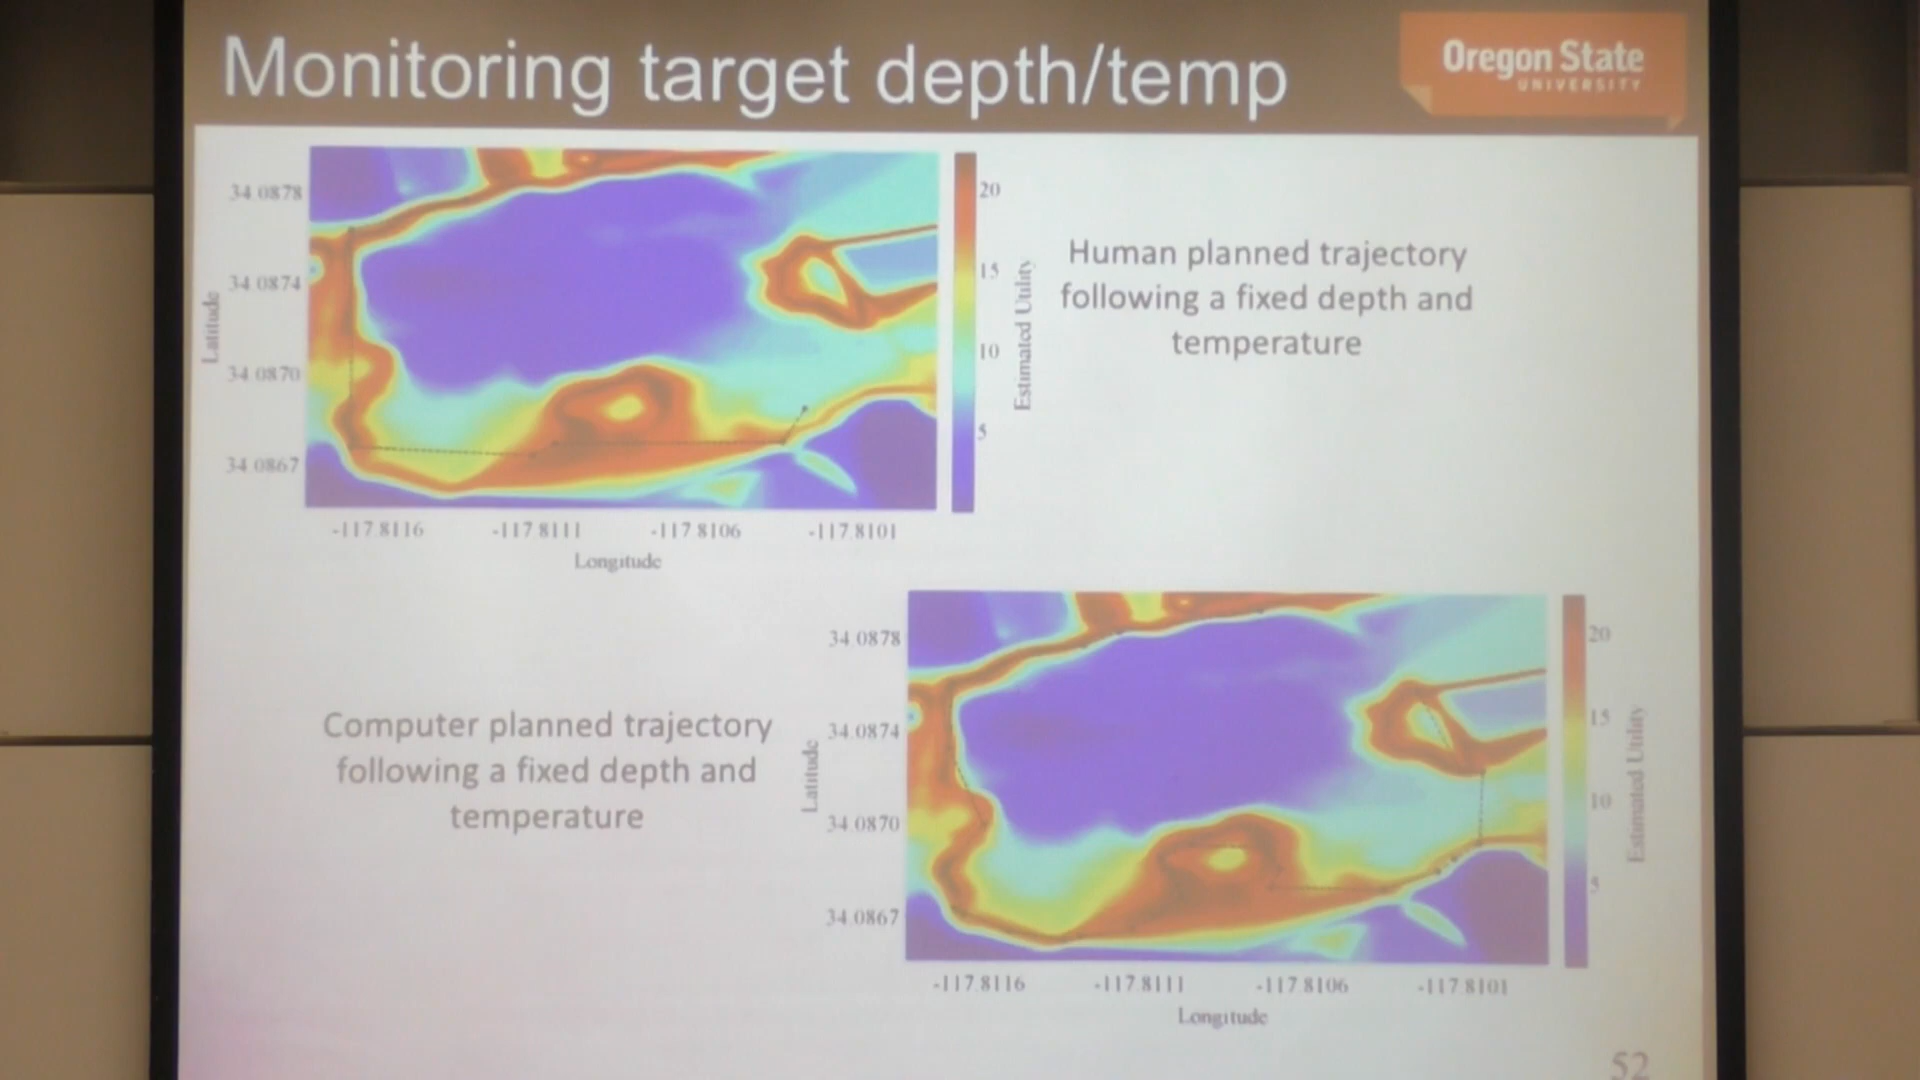 Monitoring target depth/temp
Oregon State
UNIVERSITY
34.0878
34.0874
34.0870
34.0867
Latitude
-117.8116
-117.8111
-117.8106
-117.8101
Longitude
20
15
10
5
Estimated Utility
Human planned trajectory
following a fixed depth and
temperature
Computer planned trajectory
following a fixed depth and
temperature
34.0878
34.0874
34.0870
34.0867
Latitude
-117.8116
-117.8111
-117.8106
-117.8101
Longitude
20
15
10
5
Estimated Utility
52